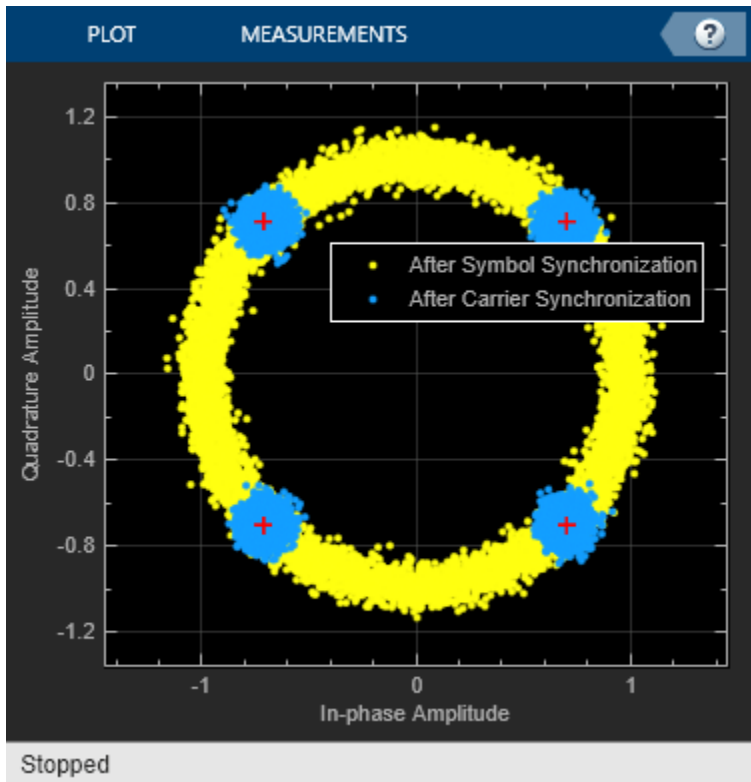 PLOT MEASUREMENTS ?
1.2
0.8
0.4
0
-0.4
-0.8
-1.2
Quadrature Amplitude
After Symbol Synchronization
After Carrier Synchronization
-1 0 1
In-phase Amplitude
Stopped